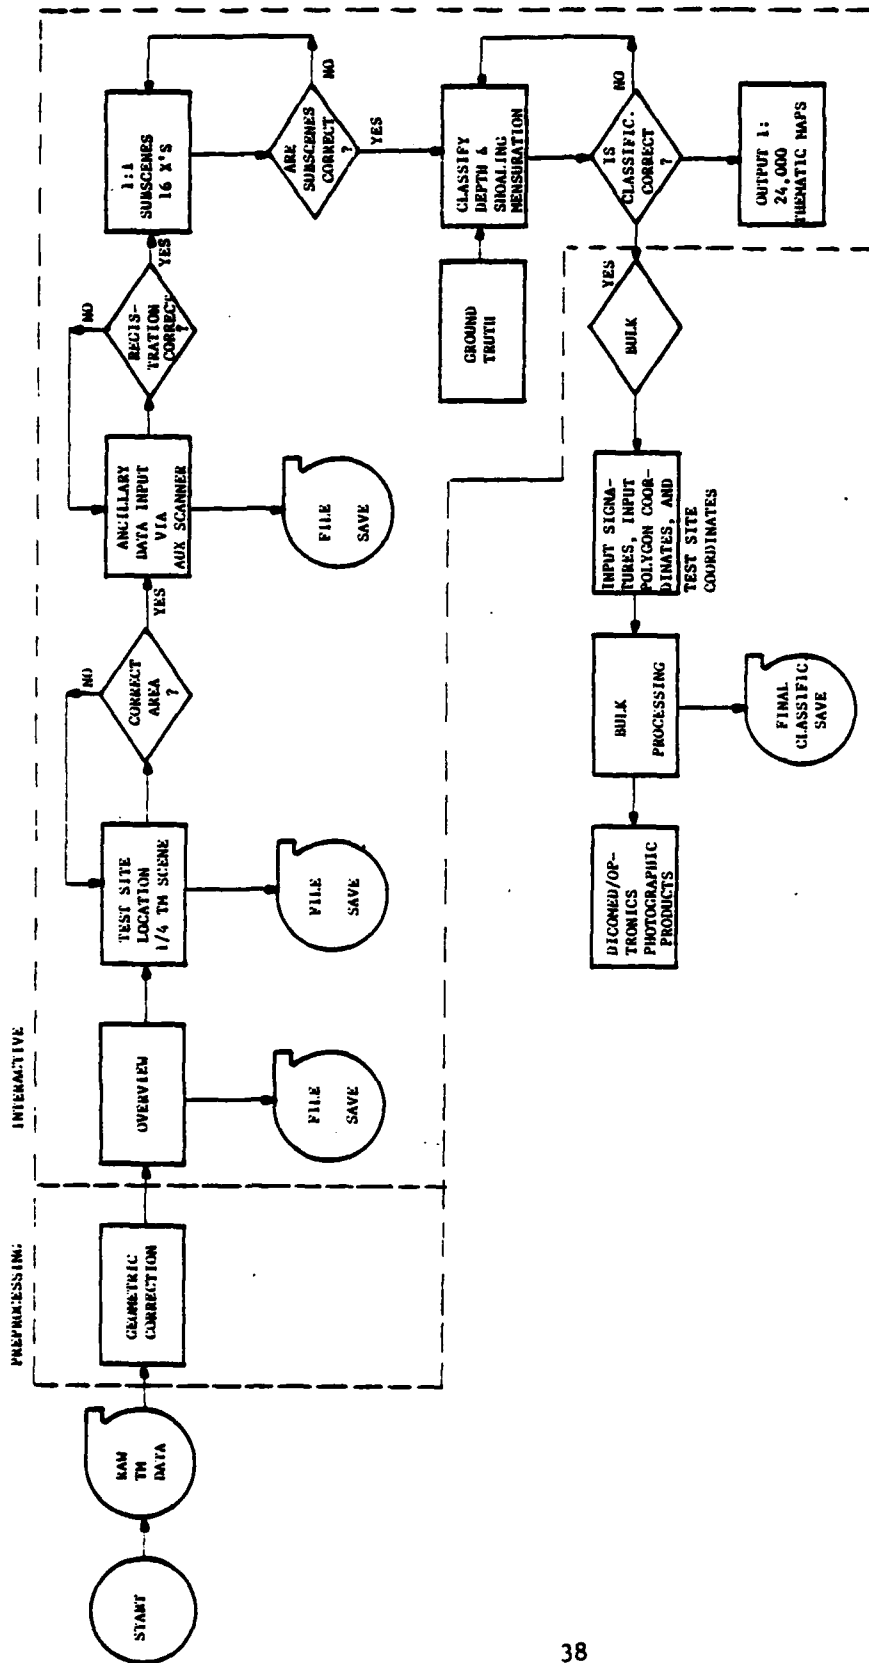 PREPROCESSING
INTERACTIVE
START
RAW
TM
DATA
GEOMETRIC
CORRECTION
OVERVIEW
FILE
SAVE
TEST SITE
LOCATION
1/4 TM SCENE
FILE
SAVE
NO
CORRECT
AREA
?
YES
ANCILLARY
DATA INPUT
VIA
AUX SCANNER
FILE
SAVE
NO
REGIS-
TRATION
CORRECT
?
YES
1:1
SUBSCENES
16 X'S
ARE
SUBSCENES
CORRECT
?
NO
YES
GROUND
TRUTH
CLASSIFY
DEPTH &
SHOALING
MENSURATION
IS
CLASSIFIC.
CORRECT
?
NO
OUTPUT 1:
24,000
THEMATIC MAPS
YES
BULK
INPUT SIGNA-
TURES, INPUT
POLYGON COOR-
DINATES, AND
TEST SITE
COORDINATES
BULK
PROCESSING
FINAL
CLASSIFIC
SAVE
DICOMED/OP-
TRONICS
PHOTOGRAPHIC
PRODUCTS
38